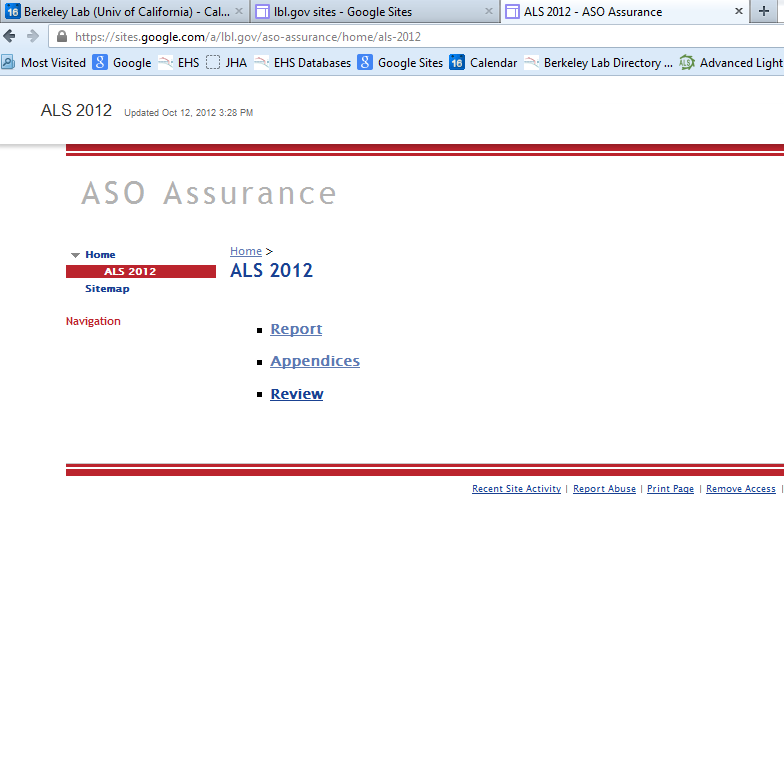 16 Berkeley Lab (Univ of California) - Cal... × lbl.gov sites - Google Sites × ALS 2012 - ASO Assurance × +
https://sites.google.com/a/lbl.gov/aso-assurance/home/als-2012
Most Visited 8 Google EHS JHA EHS Databases 8 Google Sites 16 Calendar Berkeley Lab Directory ... ALS Advanced Light
ALS 2012 Updated Oct 12, 2012 3:28 PM
ASO Assurance
Home
ALS 2012
Sitemap
Navigation
Home >
ALS 2012
Report
Appendices
Review
Recent Site Activity | Report Abuse | Print Page | Remove Access |